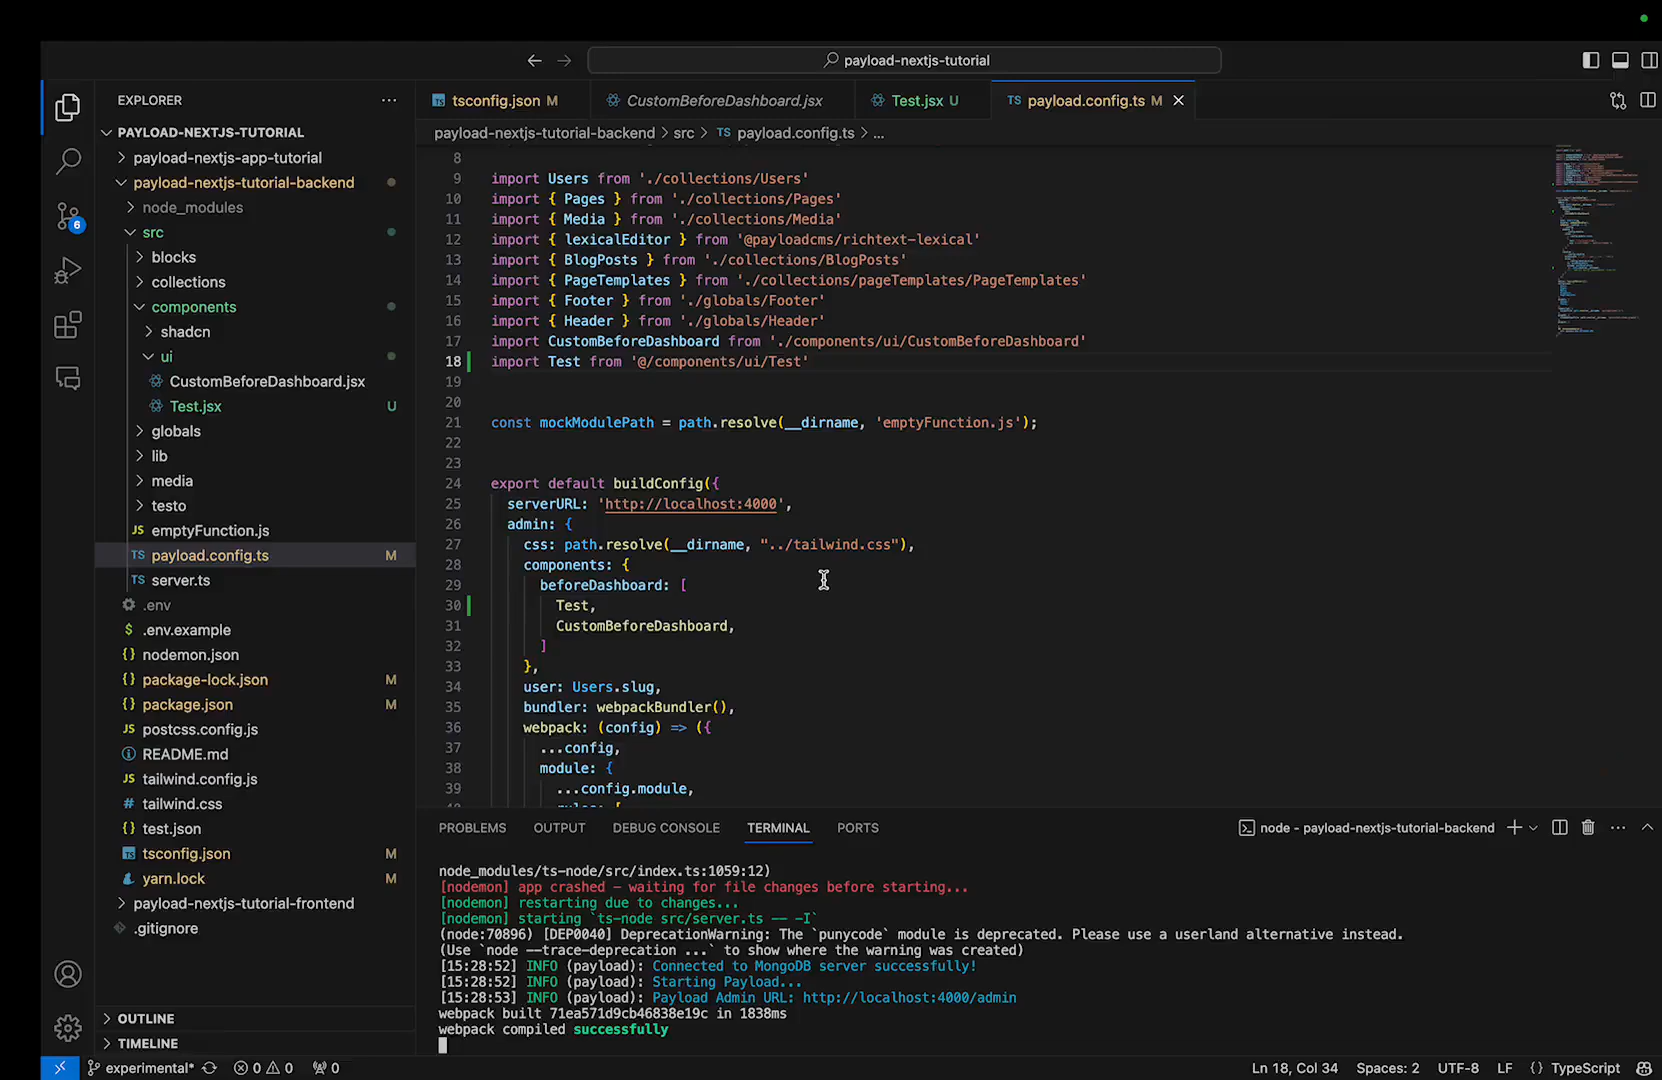 payload-nextjs-tutorial
EXPLORER
PAYLOAD-NEXTJS-TUTORIAL
payload-nextjs-app-tutorial
payload-nextjs-tutorial-backend
node_modules
src
blocks
collections
components
shadcn
ui
CustomBeforeDashboard.jsx
Test.jsx U
globals
lib
media
testo
JS emptyFunction.js
TS payload.config.ts M
TS server.ts
.env
$ .env.example
{} nodemon.json
{} package-lock.json M
{} package.json M
JS postcss.config.js
README.md
JS tailwind.config.js
# tailwind.css
{} test.json
TS tsconfig.json M
yarn.lock M
payload-nextjs-tutorial-frontend
.gitignore
OUTLINE
TIMELINE
6
TS tsconfig.json M
CustomBeforeDashboard.jsx
Test.jsx U
TS payload.config.ts M
payload-nextjs-tutorial-backend > src > TS payload.config.ts > ...
8
9 import Users from './collections/Users'
10 import { Pages } from './collections/Pages'
11 import { Media } from './collections/Media'
12 import { lexicalEditor } from '@payloadcms/richtext-lexical'
13 import { BlogPosts } from './collections/BlogPosts'
14 import { PageTemplates } from './collections/pageTemplates/PageTemplates'
15 import { Footer } from './globals/Footer'
16 import { Header } from './globals/Header'
17 import CustomBeforeDashboard from './components/ui/CustomBeforeDashboard'
18 import Test from '@/components/ui/Test'
19
20
21 const mockModulePath = path.resolve(__dirname, 'emptyFunction.js');
22
23
24 export default buildConfig({
25 serverURL: 'http://localhost:4000',
26 admin: {
27 css: path.resolve(__dirname, "../tailwind.css"),
28 components: {
29 beforeDashboard: [
30 Test,
31 CustomBeforeDashboard,
32 ]
33 },
34 user: Users.slug,
35 bundler: webpackBundler(),
36 webpack: (config) => ({
37 ...config,
38 module: {
39 ...config.module,
PROBLEMS OUTPUT DEBUG CONSOLE TERMINAL PORTS
node - payload-nextjs-tutorial-backend
node_modules/ts-node/src/index.ts:1059:12)
[nodemon] app crashed - waiting for file changes before starting...
[nodemon] restarting due to changes...
[nodemon] starting `ts-node src/server.ts -- -I`
(node:70896) [DEP0040] DeprecationWarning: The `punycode` module is deprecated. Please use a userland alternative instead.
(Use `node --trace-deprecation ...` to show where the warning was created)
[15:28:52] INFO (payload): Connected to MongoDB server successfully!
[15:28:52] INFO (payload): Starting Payload...
[15:28:53] INFO (payload): Payload Admin URL: http://localhost:4000/admin
webpack built 71ea571d9cb46838e19c in 1838ms
webpack compiled successfully
experimental* 0 0 0
Ln 18, Col 34 Spaces: 2 UTF-8 LF {} TypeScript